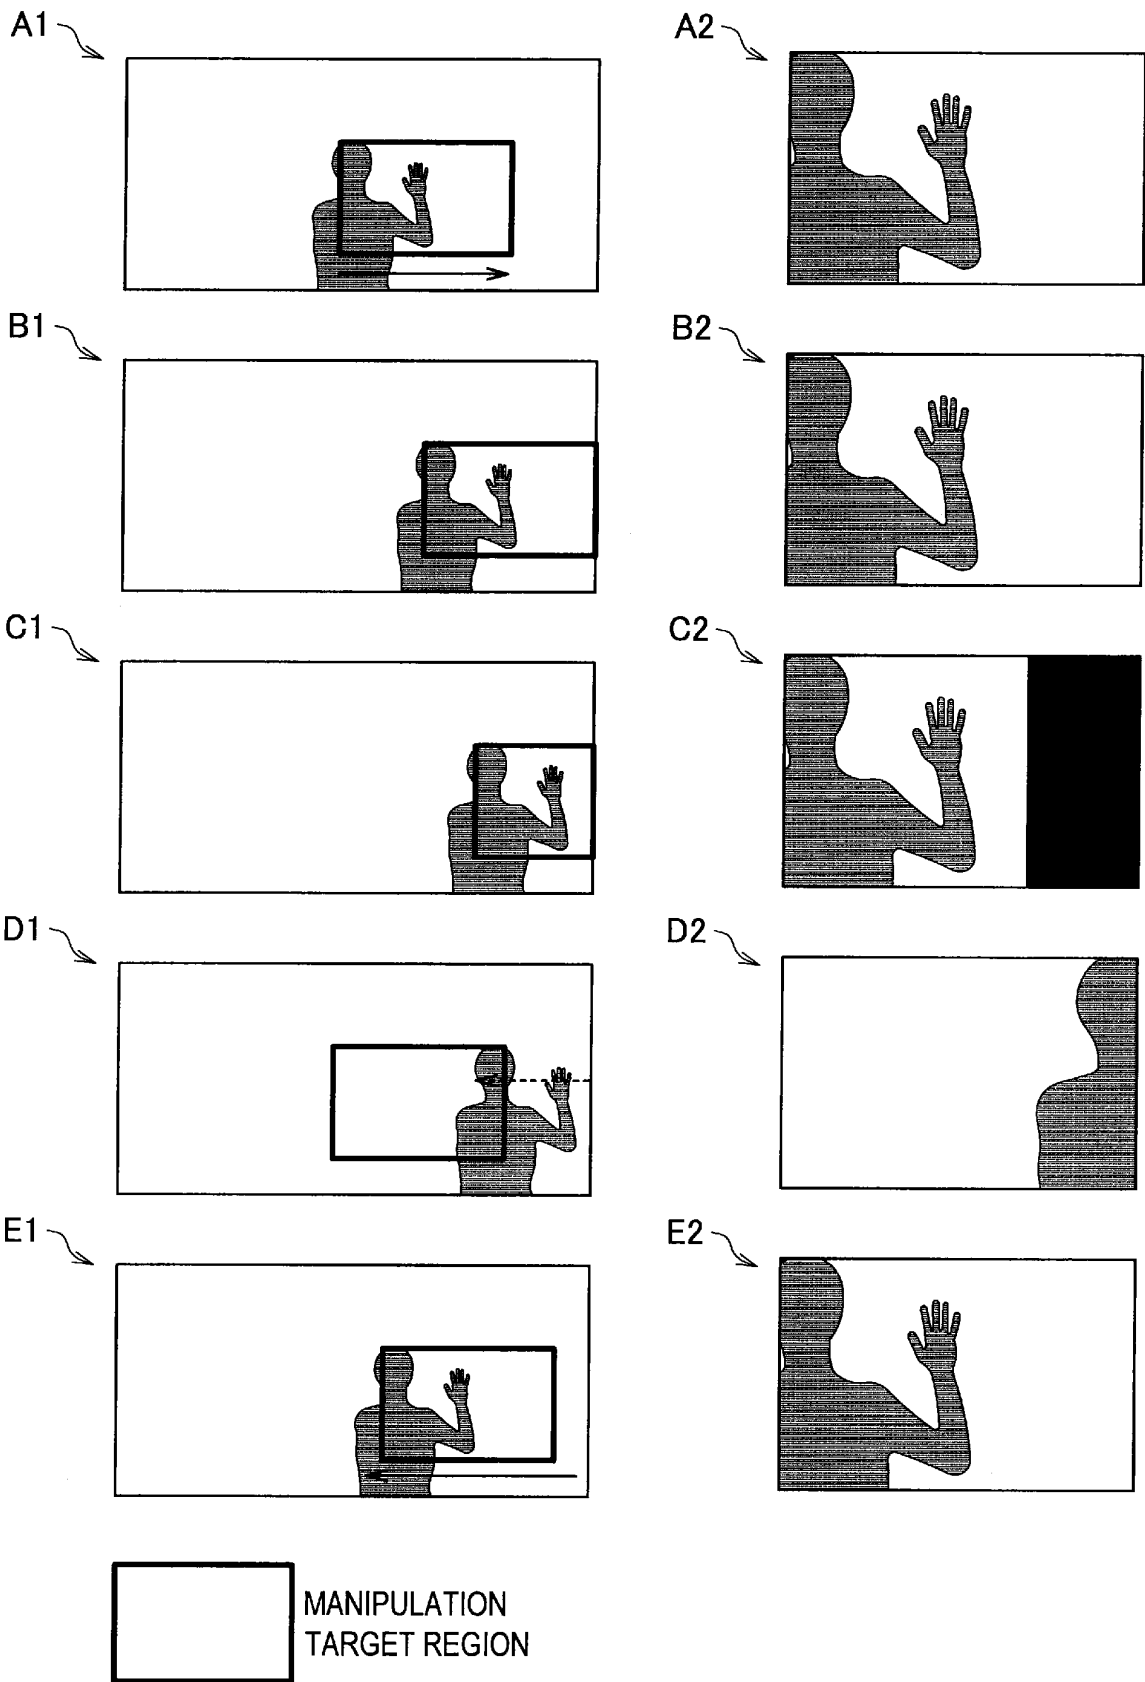 A1
A2
B1
B2
C1
C2
D1
D2
E1
E2
MANIPULATION
TARGET REGION